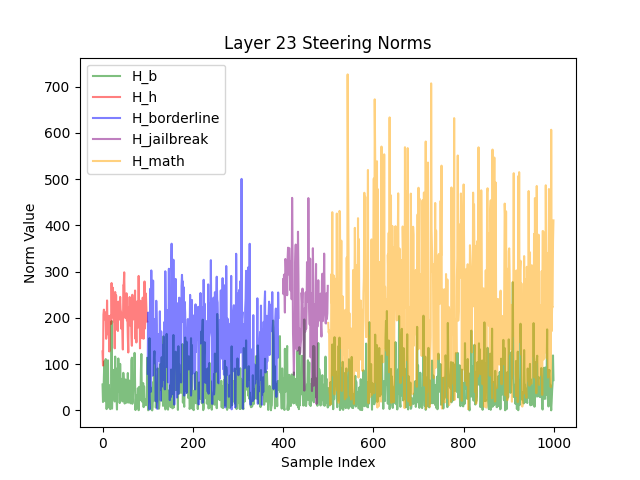 Layer 23 Steering Norms
H_b
H_h
H_borderline
H_jailbreak
H_math
Norm Value
700
600
500
400
300
200
100
0
0 200 400 600 800 1000
Sample Index